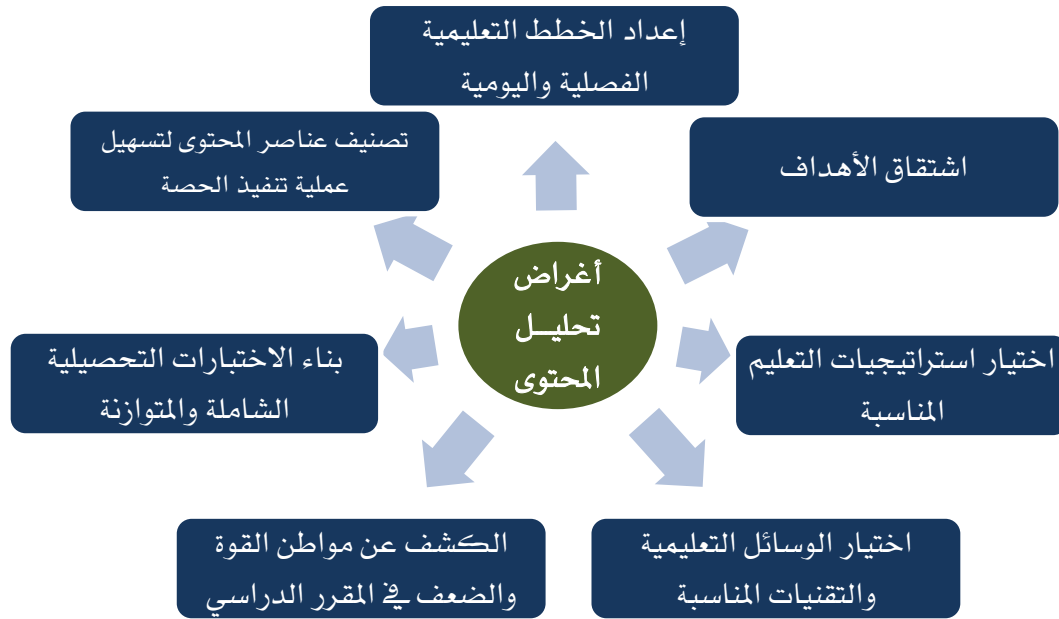 إعداد الخطط التعليمية
الفصلية واليومية
اشتقاق الأهداف
تصنيف عناصر المحتوى لتسهيل
عملية تنفيذ الحصة
أغراض
تحليــل
المحتوى
اختيار استراتيجيات التعليم
المناسبة
بناء الاختبارات التحصيلية
الشاملة والمتوازنة
اختيار الوسائل التعليمية
والتقنيات المناسبة
الكشف عن مواطن القوة
والضعف في المقرر الدراسي